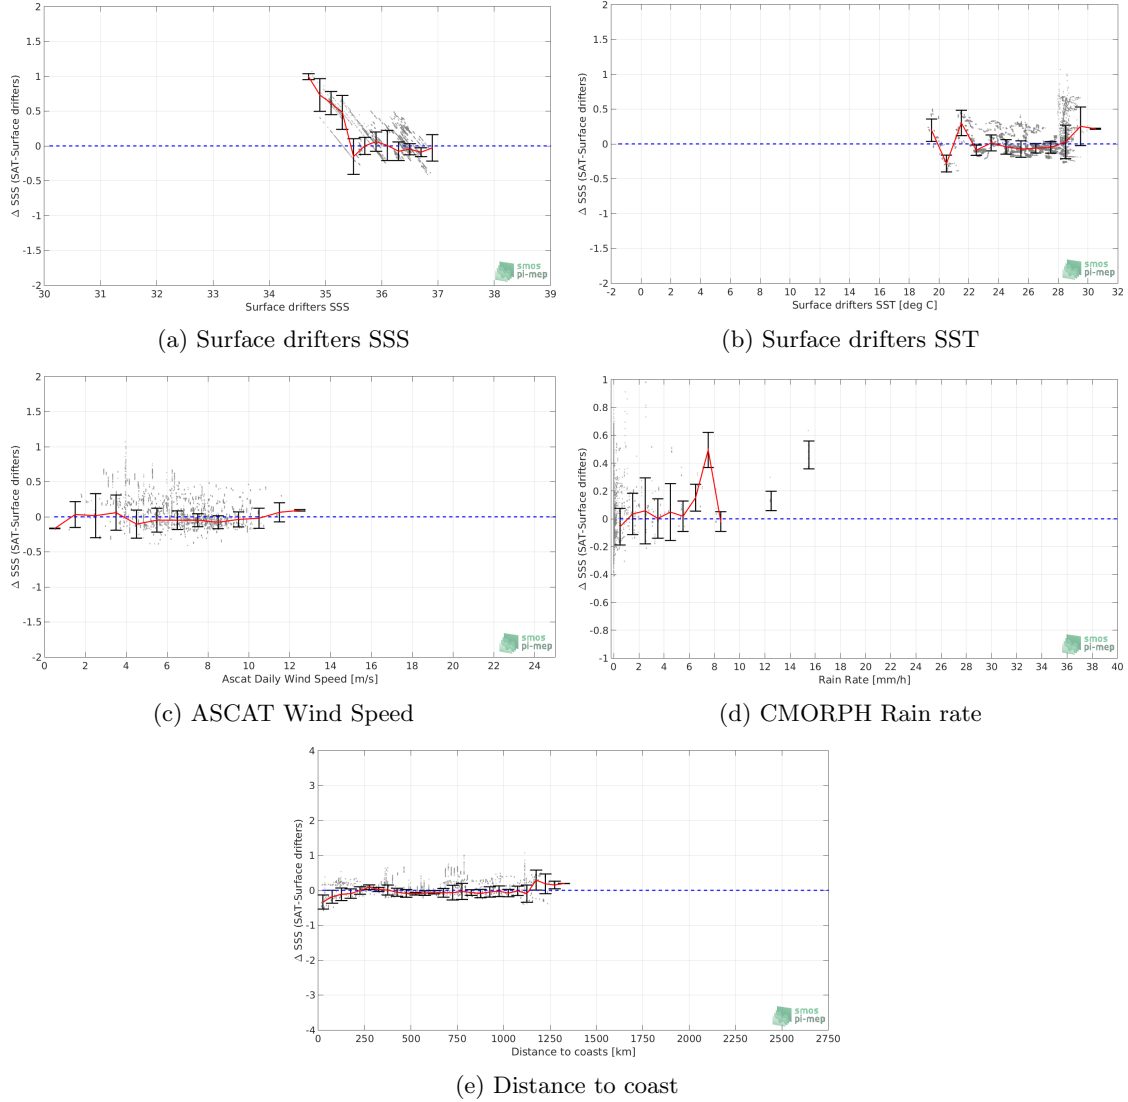 2
1.5
1
0.5
0
-0.5
-1
-1.5
-2
Δ SSS (SAT-Surface drifters)
30 31 32 33 34 35 36 37 38 39
Surface drifters SSS
smos
pi-mep
(a) Surface drifters SSS
2
1.5
1
0.5
0
-0.5
-1
-1.5
-2
Δ SSS (SAT-Surface drifters)
-2 0 2 4 6 8 10 12 14 16 18 20 22 24 26 28 30 32
Surface drifters SST [deg C]
smos
pi-mep
(b) Surface drifters SST
2
1.5
1
0.5
0
-0.5
-1
-1.5
-2
Δ SSS (SAT-Surface drifters)
0 2 4 6 8 10 12 14 16 18 20 22 24
Ascat Daily Wind Speed [m/s]
smos
pi-mep
(c) ASCAT Wind Speed
1
0.8
0.6
0.4
0.2
0
-0.2
-0.4
-0.6
-0.8
-1
Δ SSS (SAT-Surface drifters)
0 2 4 6 8 10 12 14 16 18 20 22 24 26 28 30 32 34 36 38 40
Rain Rate [mm/h]
smos
pi-mep
(d) CMORPH Rain rate
4
3
2
1
0
-1
-2
-3
-4
Δ SSS (SAT-Surface drifters)
0 250 500 750 1000 1250 1500 1750 2000 2250 2500 2750
Distance to coasts [km]
smos
pi-mep
(e) Distance to coast